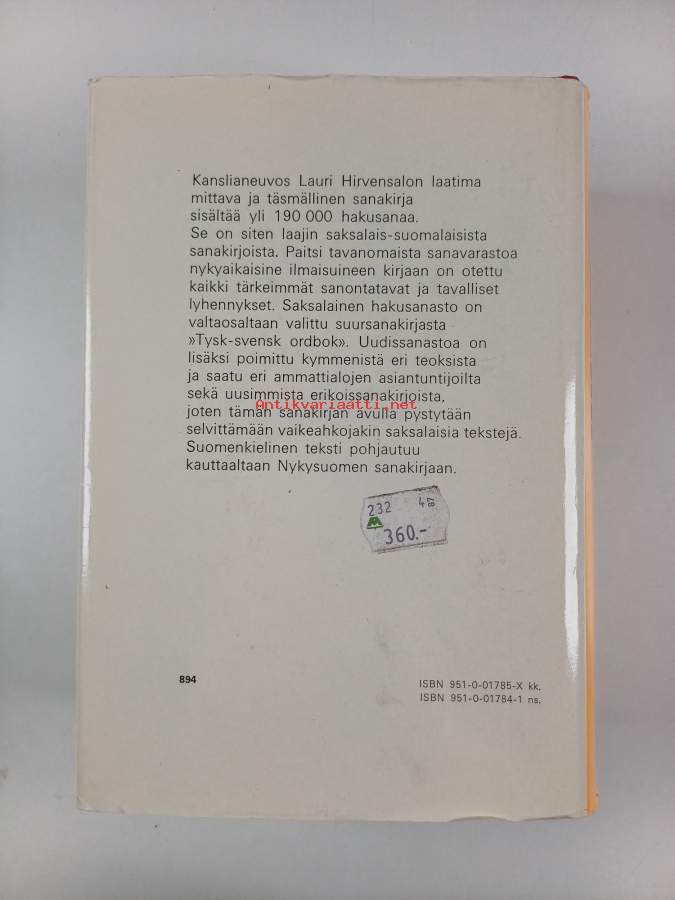 Kanslianeuvos Lauri Hirvensalon laatima
mittava ja täsmällinen sanakirja
sisältää yli 190 000 hakusanaa.
Se on siten laajin saksalais-suomalaisista
sanakirjoista. Paitsi tavanomaista sanavarastoa
nykyaikaisine ilmaisuineen kirjaan on otettu
kaikki tärkeimmät sanontatavat ja tavalliset
lyhennykset. Saksalainen hakusanasto on
valtaosaltaan valittu suursanakirjasta
»Tysk-svensk ordbok». Uudissanastoa on
lisäksi poimittu kymmenistä eri teoksista
ja saatu eri ammattialojen asiantuntijoilta
sekä uusimmista erikoissanakirjoista,
Antikvariaatti.net
joten tämän sanakirjan avulla pystytään
selvittämään vaikeahkojakin saksalaisia tekstejä.
Suomenkielinen teksti pohjautuu
kauttaaltaan Nykysuomen sanakirjaan.
232 4 87
360.-
894
ISBN 951-0-01785-X kk.
ISBN 951-0-01784-1 ns.